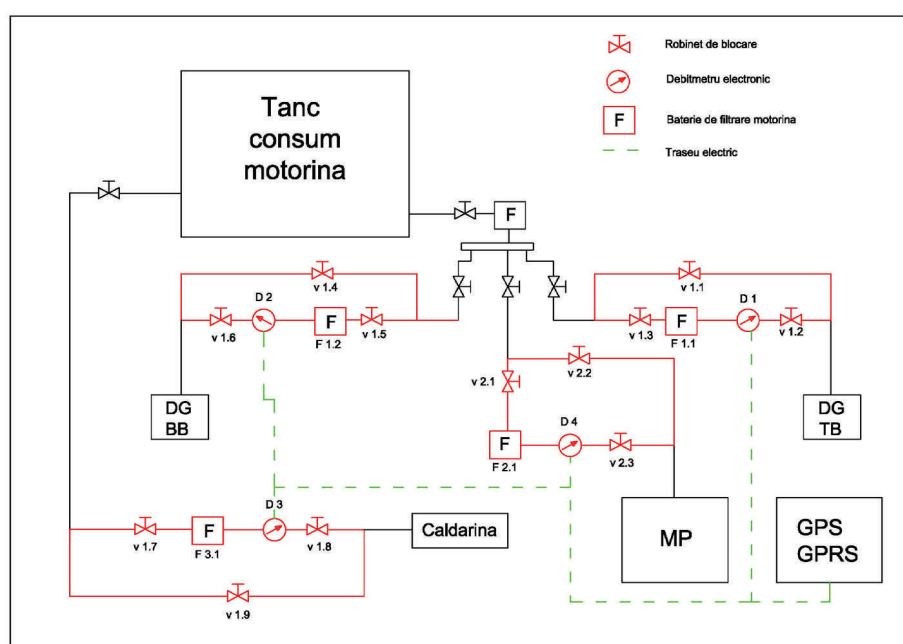 Robinet de blocare
Debitmetru electronic
F
Baterie de filtrare motorina
Traseu electric
Tanc
consum
motorina
F
v 1.4
v 1.1
D 2
D 1
F
F
v 1.6
F 1.2
v 1.5
v 1.3
F 1.1
v 1.2
v 2.2
v 2.1
DG
BB
DG
TB
D 4
F
F 2.1
v 2.3
D 3
F
v 1.7
F 3.1
v 1.8
Caldarina
MP
GPS
GPRS
v 1.9